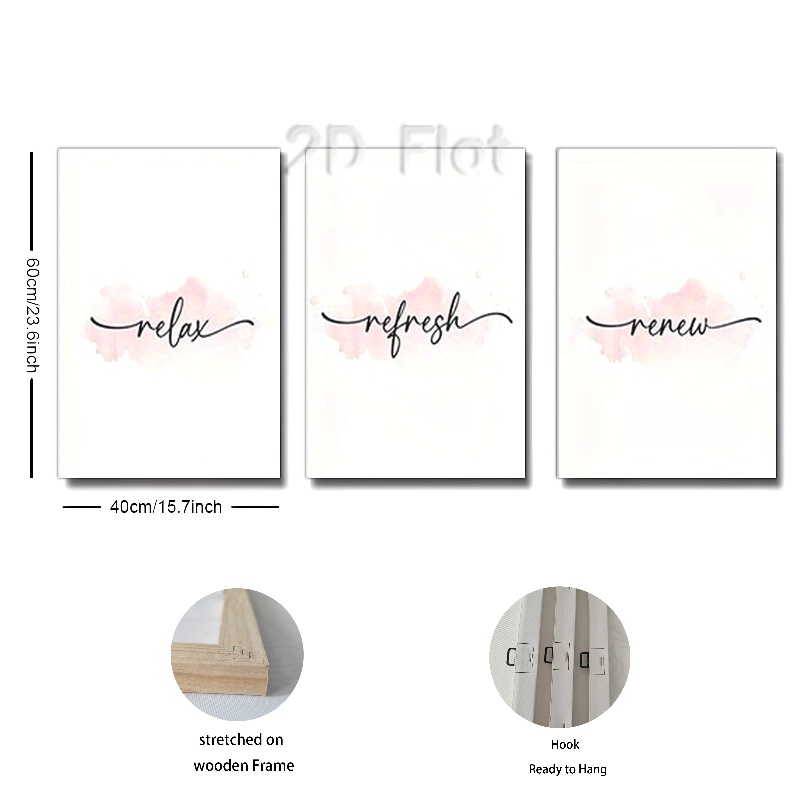 2D Flat
60cm/23.6inch
relax
refresh
renew
40cm/15.7inch
stretched on
wooden Frame
Hook
Ready to Hang